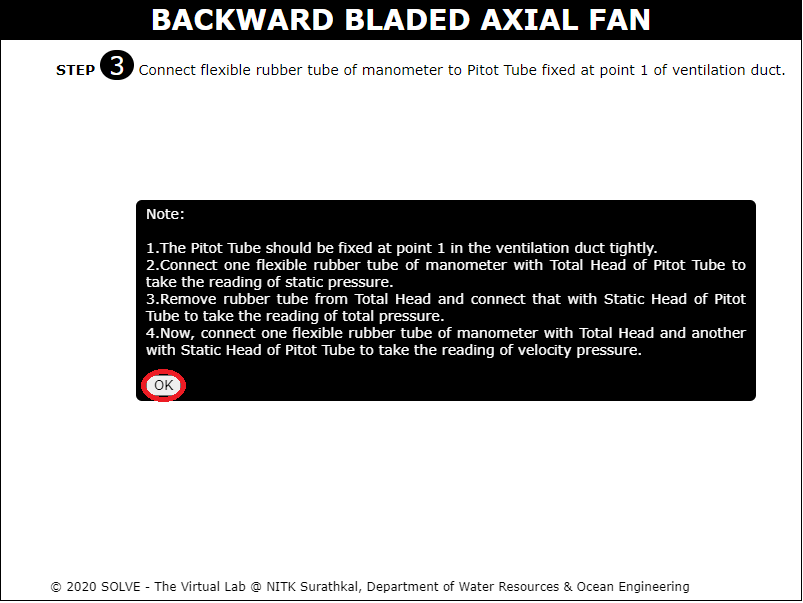 BACKWARD BLADED AXIAL FAN
STEP 3 Connect flexible rubber tube of manometer to Pitot Tube fixed at point 1 of ventilation duct.
Note:
1.The Pitot Tube should be fixed at point 1 in the ventilation duct tightly.
2.Connect one flexible rubber tube of manometer with Total Head of Pitot Tube to
take the reading of static pressure.
3.Remove rubber tube from Total Head and connect that with Static Head of Pitot
Tube to take the reading of total pressure.
4.Now, connect one flexible rubber tube of manometer with Total Head and another
with Static Head of Pitot Tube to take the reading of velocity pressure.
OK
© 2020 SOLVE - The Virtual Lab @ NITK Surathkal, Department of Water Resources & Ocean Engineering